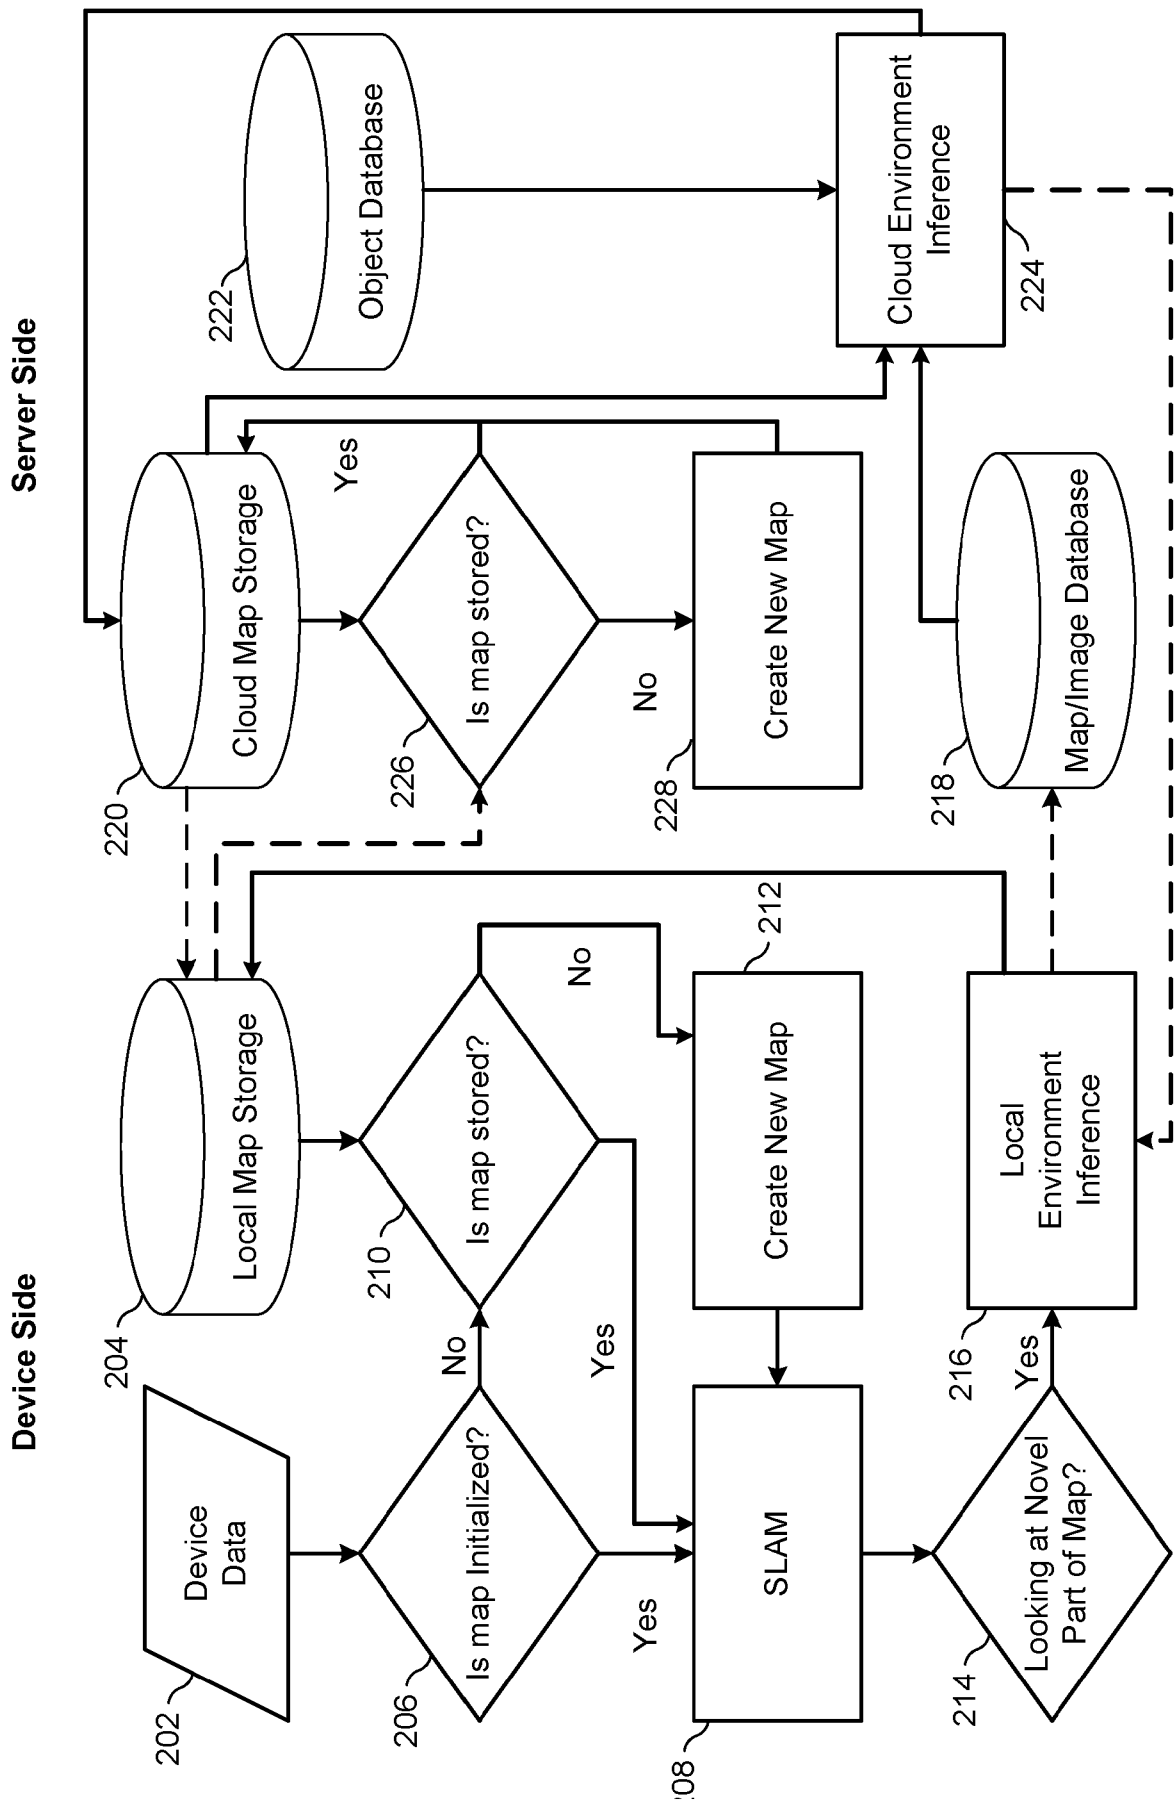 Device Side
Server Side
202
Device
Data
204
Local Map Storage
220
Cloud Map Storage
222
Object Database
206
Is map Initialized?
No
210
Is map stored?
226
Is map stored?
Yes
Yes
Yes
No
No
208
SLAM
Create New Map
212
228
Create New Map
Cloud Environment
Inference
224
214
Looking at Novel
Part of Map?
Yes
216
Local
Environment
Inference
218
Map/Image Database